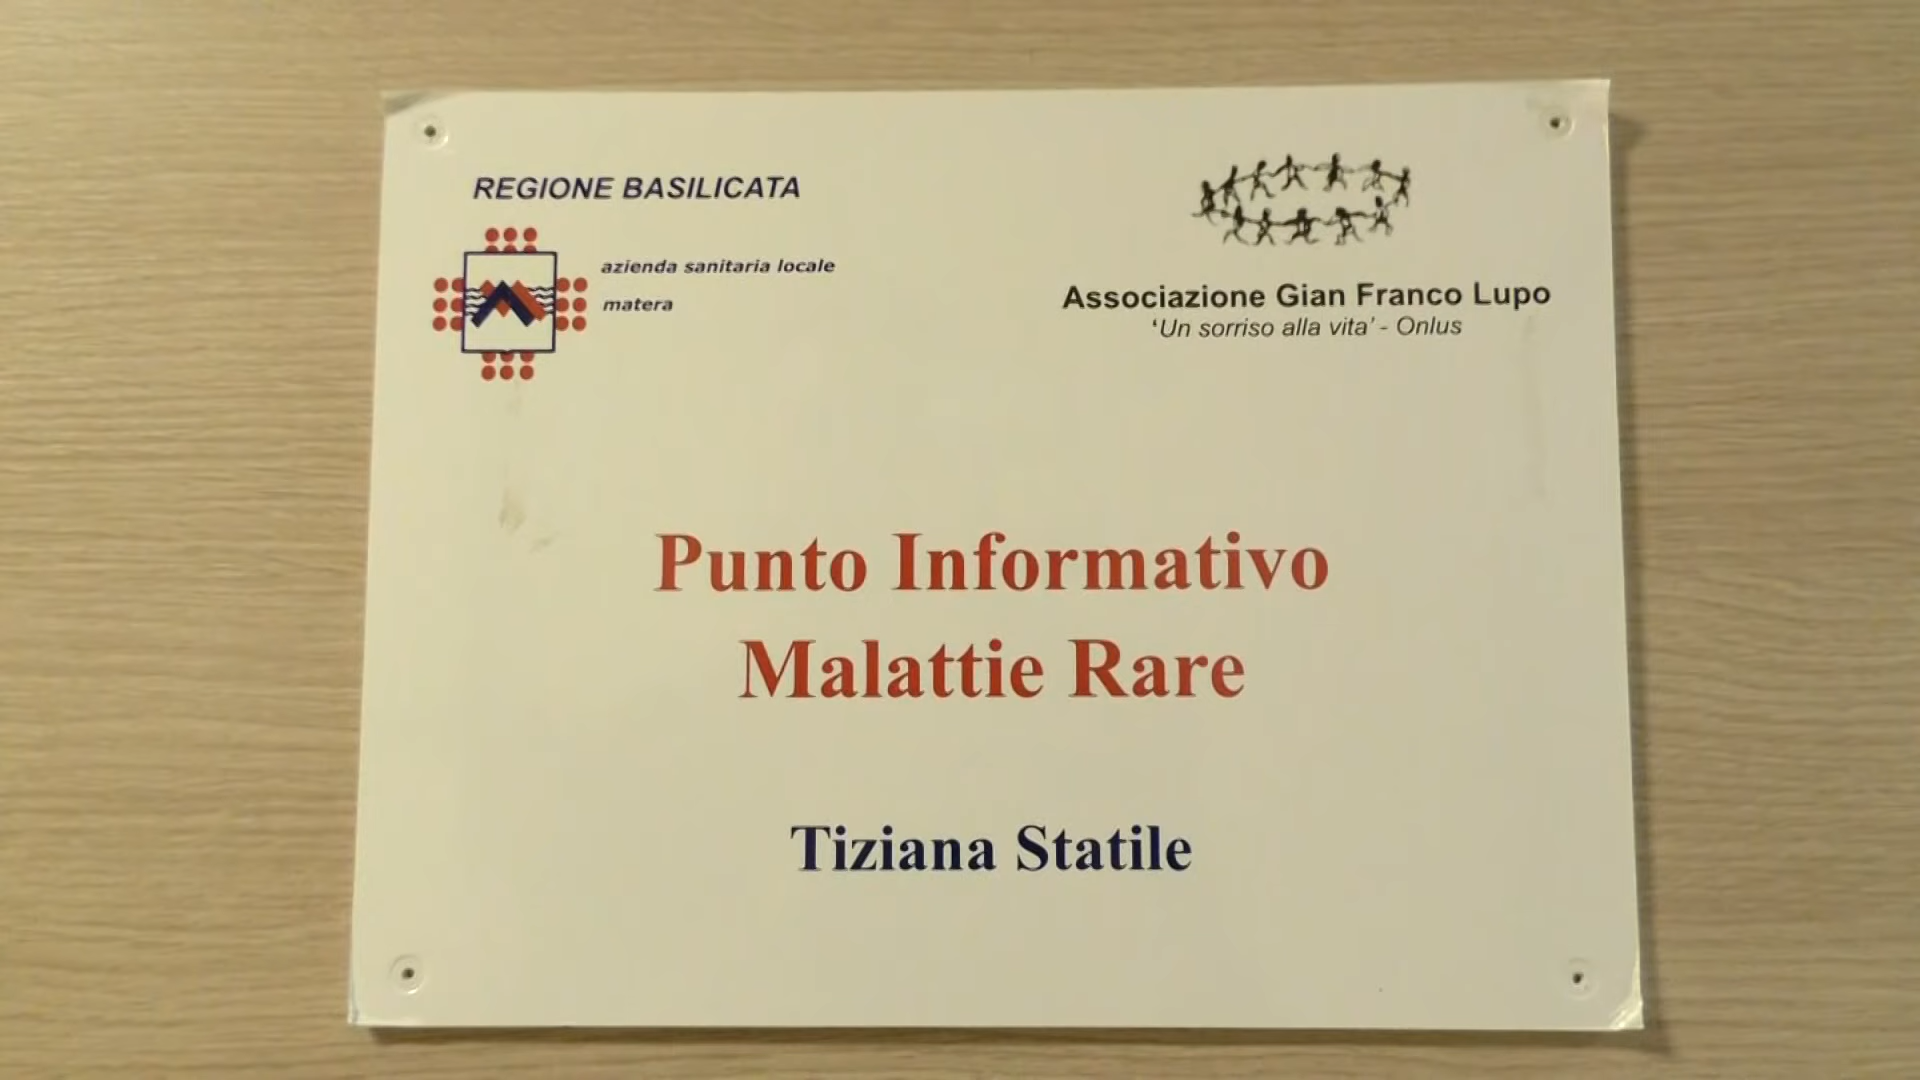 REGIONE BASILICATA
azienda sanitaria locale
matera
Associazione Gian Franco Lupo
‘Un sorriso alla vita’ - Onlus
Punto Informativo
Malattie Rare
Tiziana Statile